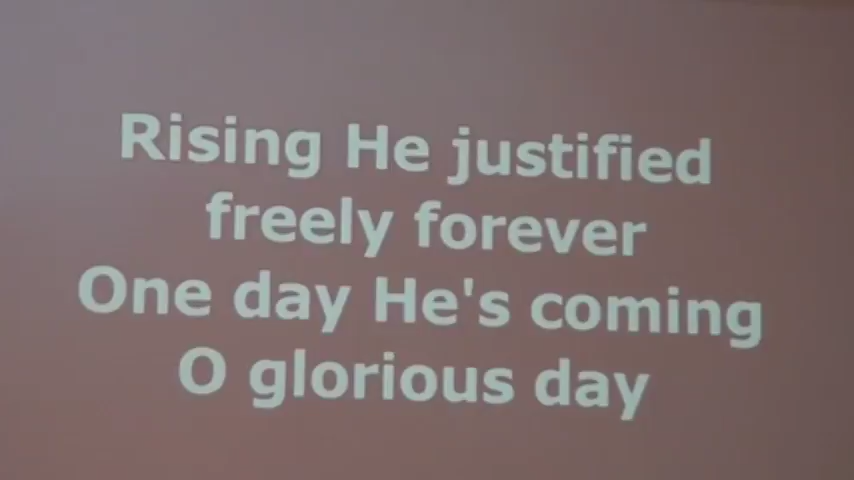 Rising He justified
freely forever
One day He's coming
O glorious day